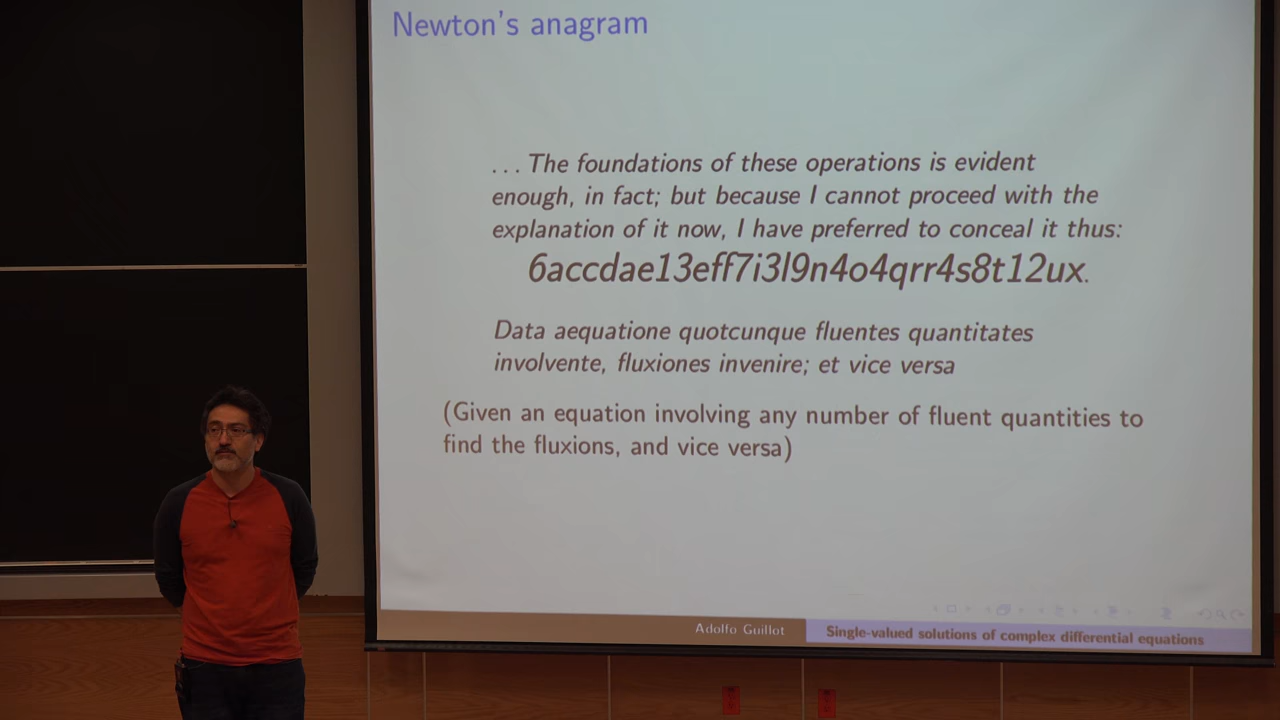 Newton's anagram
... The foundations of these operations is evident
enough, in fact; but because I cannot proceed with the
explanation of it now, I have preferred to conceal it thus:
6accdae13eff7i3l9n4o4qrr4s8t12ux.
Data aequatione quotcunque fluentes quantitates
involvente, fluxiones invenire; et vice versa
(Given an equation involving any number of fluent quantities to
find the fluxions, and vice versa)
Adolfo Guillot
Single-valued solutions of complex differential equations